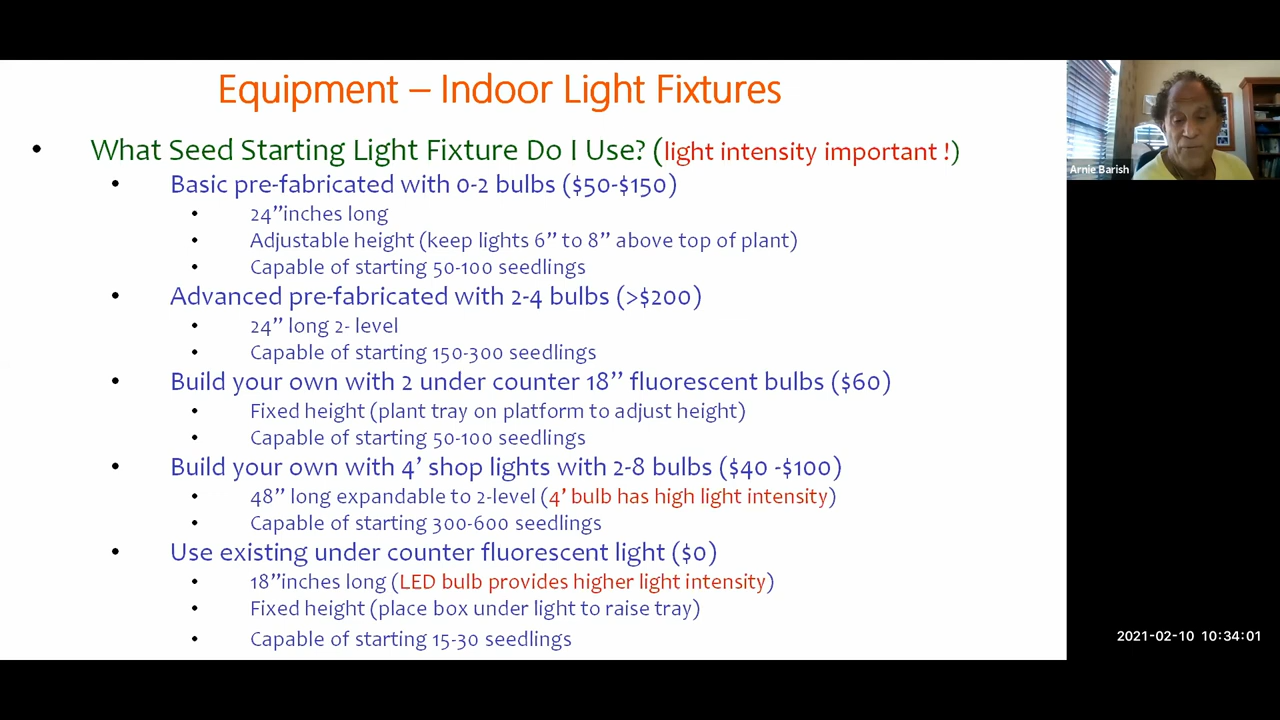 Equipment – Indoor Light Fixtures
• What Seed Starting Light Fixture Do I Use? (light intensity important !)
• Basic pre-fabricated with 0-2 bulbs ($50-$150)
• 24”inches long
• Adjustable height (keep lights 6” to 8” above top of plant)
• Capable of starting 50-100 seedlings
• Advanced pre-fabricated with 2-4 bulbs (>$200)
• 24” long 2- level
• Capable of starting 150-300 seedlings
• Build your own with 2 under counter 18” fluorescent bulbs ($60)
• Fixed height (plant tray on platform to adjust height)
• Capable of starting 50-100 seedlings
• Build your own with 4’ shop lights with 2-8 bulbs ($40 -$100)
• 48” long expandable to 2-level (4’ bulb has high light intensity)
• Capable of starting 300-600 seedlings
• Use existing under counter fluorescent light ($0)
• 18”inches long (LED bulb provides higher light intensity)
• Fixed height (place box under light to raise tray)
• Capable of starting 15-30 seedlings
Arnie Barish
2021-02-10 10:34:01